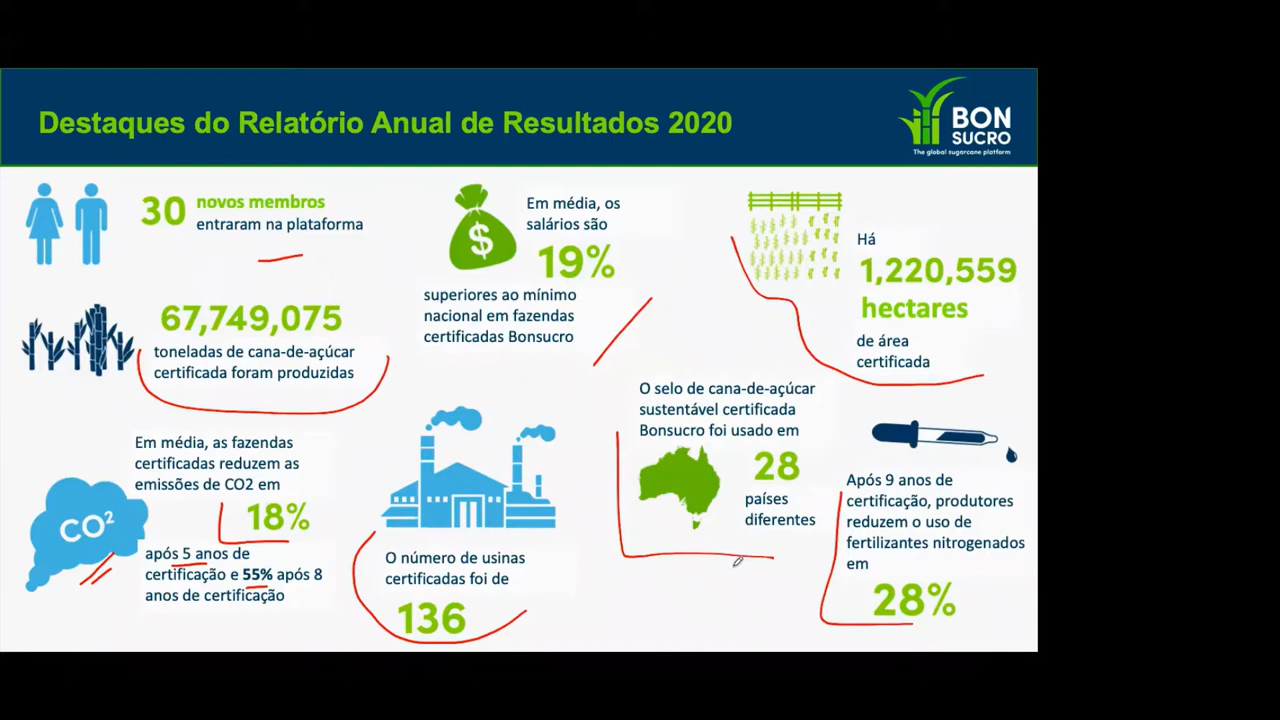 Destaques do Relatório Anual de Resultados 2020
BON
SUCRO
The global sugarcane platform
30
novos membros
entraram na plataforma
Em média, os
salários são
19%
superiores ao mínimo
nacional em fazendas
certificadas Bonsucro
$
Há
1,220,559
hectares
de área
certificada
67,749,075
toneladas de cana-de-açúcar
certificada foram produzidas
Em média, as fazendas
certificadas reduzem as
emissões de CO2 em
18%
após 5 anos de
certificação e 55% após 8
anos de certificação
CO²
O número de usinas
certificadas foi de
136
O selo de cana-de-açúcar
sustentável certificada
Bonsucro foi usado em
28
países
diferentes
Após 9 anos de
certificação, produtores
reduzem o uso de
fertilizantes nitrogenados
em
28%